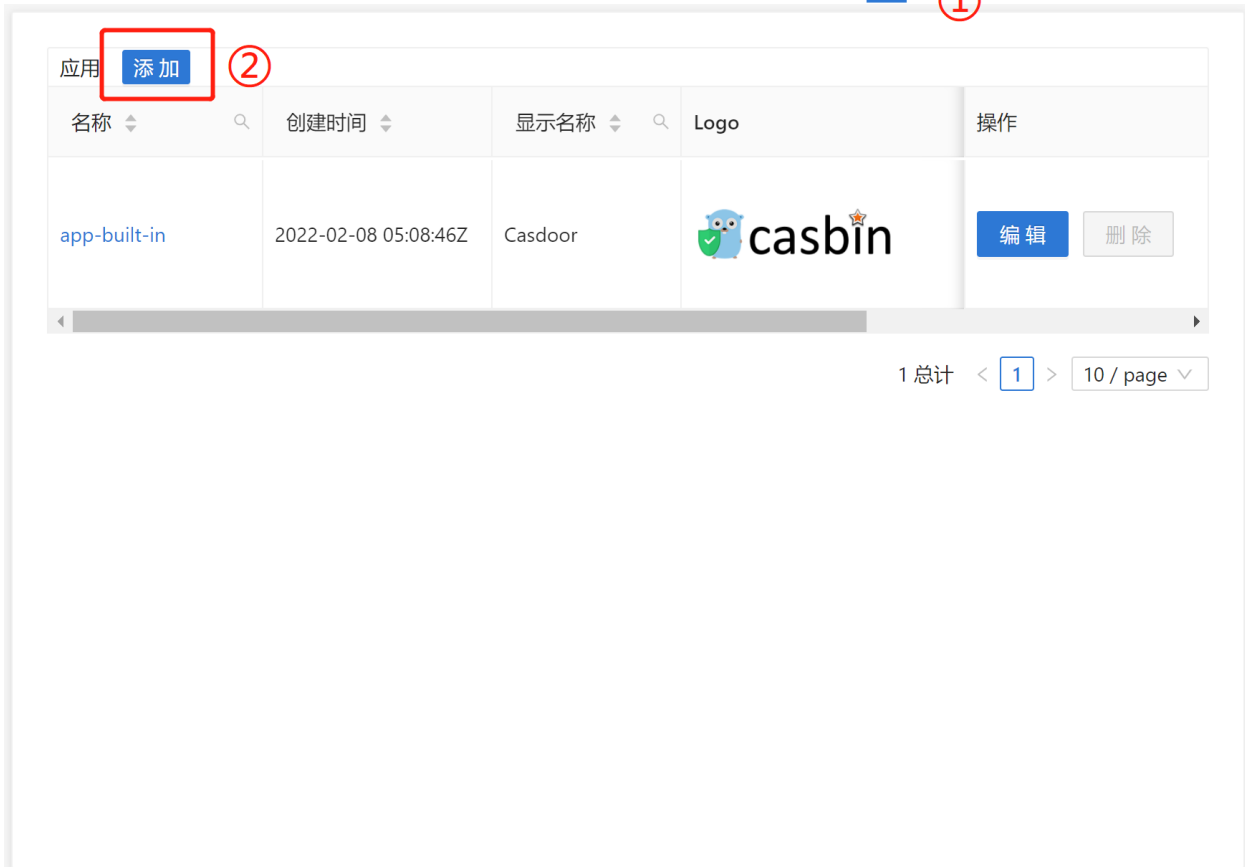 ①
应用 添加 ②
名称 创建时间 显示名称 Logo 操作
app-built-in 2022-02-08 05:08:46Z Casdoor casbin 编辑 删除
1 总计 < 1 > 10 / page